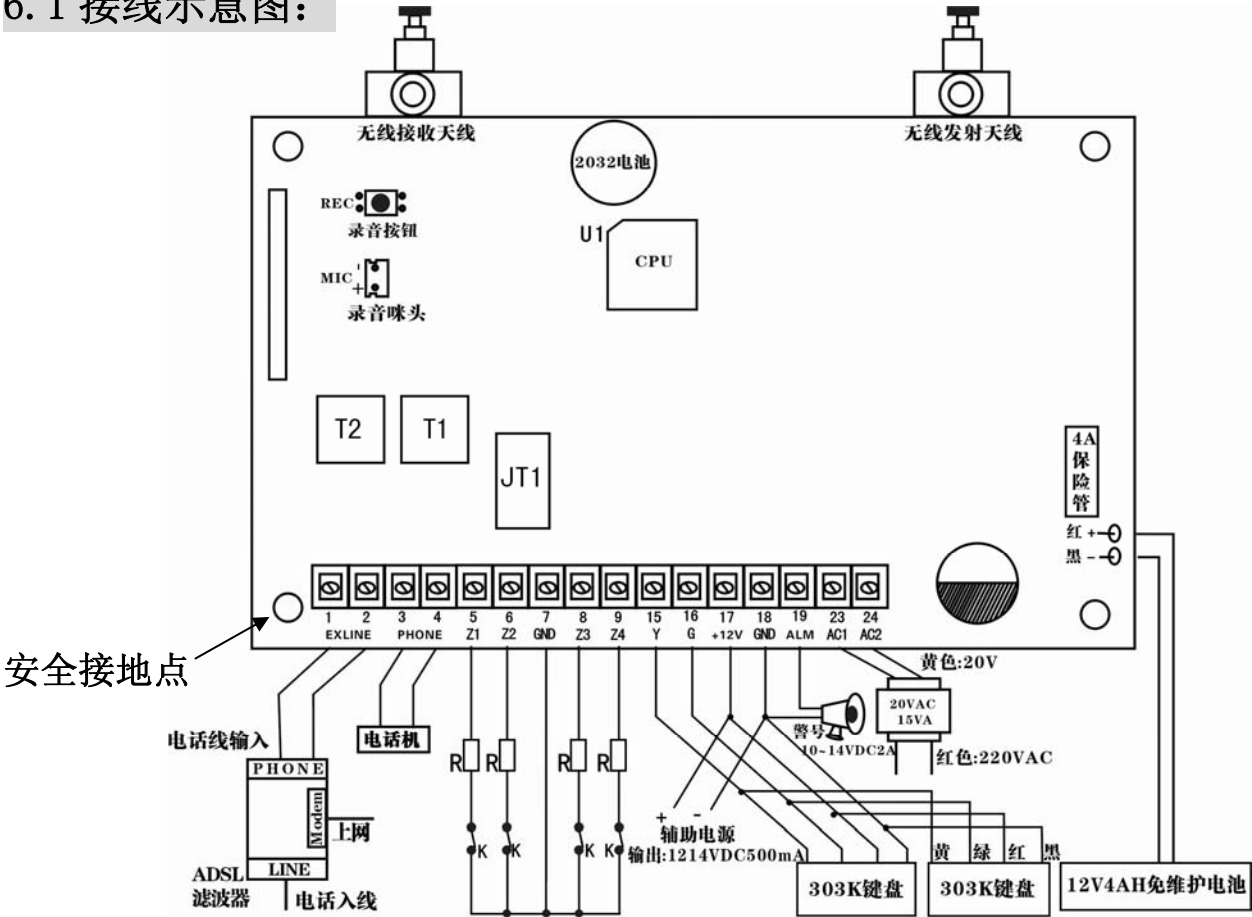 6.1 接线示意图：
无线接收天线
无线发射天线
2032电池
REC
录音按钮
U1
CPU
MIC
-
+
录音咪头
T2
T1
JT1
4A
保
险
管
红 +
黑 -
1 2 3 4 5 6 7 8 9 15 16 17 18 19 23 24
EXLINE PHONE Z1 Z2 GND Z3 Z4 Y G +12V GND ALM AC1 AC2
安全接地点
黄色:20V
20VAC
15VA
警号
10~14VDC2A
红色:220VAC
电话线输入
电话机
PHONE
Modem
上网
LINE
ADSL
滤波器
电话入线
R R R R
K K K K
+ -
辅助电源
输出:1214VDC500mA
黄 绿 红 黑
303K键盘
303K键盘
12V4AH免维护电池